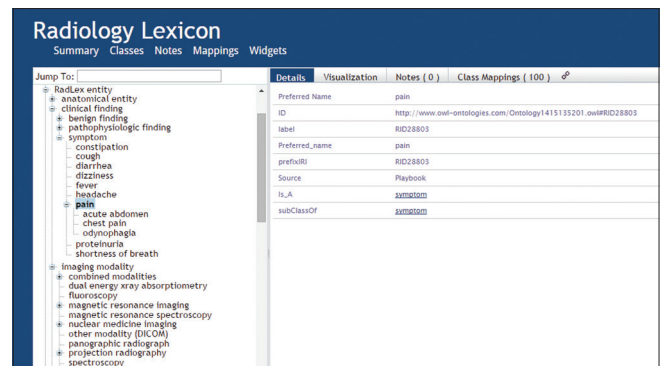 Radiology Lexicon
Summary Classes Notes Mappings Widgets
Jump To:
RadLex entity
anatomical entity
clinical finding
benign finding
pathophysiologic finding
symptom
constipation
cough
diarrhea
dizziness
fever
headache
pain
acute abdomen
chest pain
odynophagia
proteinuria
shortness of breath
imaging modality
combined modalities
dual energy xray absorptiometry
fluoroscopy
magnetic resonance imaging
magnetic resonance spectroscopy
nuclear medicine imaging
other modality (DICOM)
panographic radiograph
projection radiography
spectroscopy
Details Visualization Notes ( 0 ) Class Mappings ( 100 )
Preferred Name pain
ID http://www.owl-ontologies.com/Ontology1415135201.owl#RID28803
label RID28803
Preferred_name pain
prefixIRI RID28803
Source Playbook
Is_A symptom
subClassOf symptom